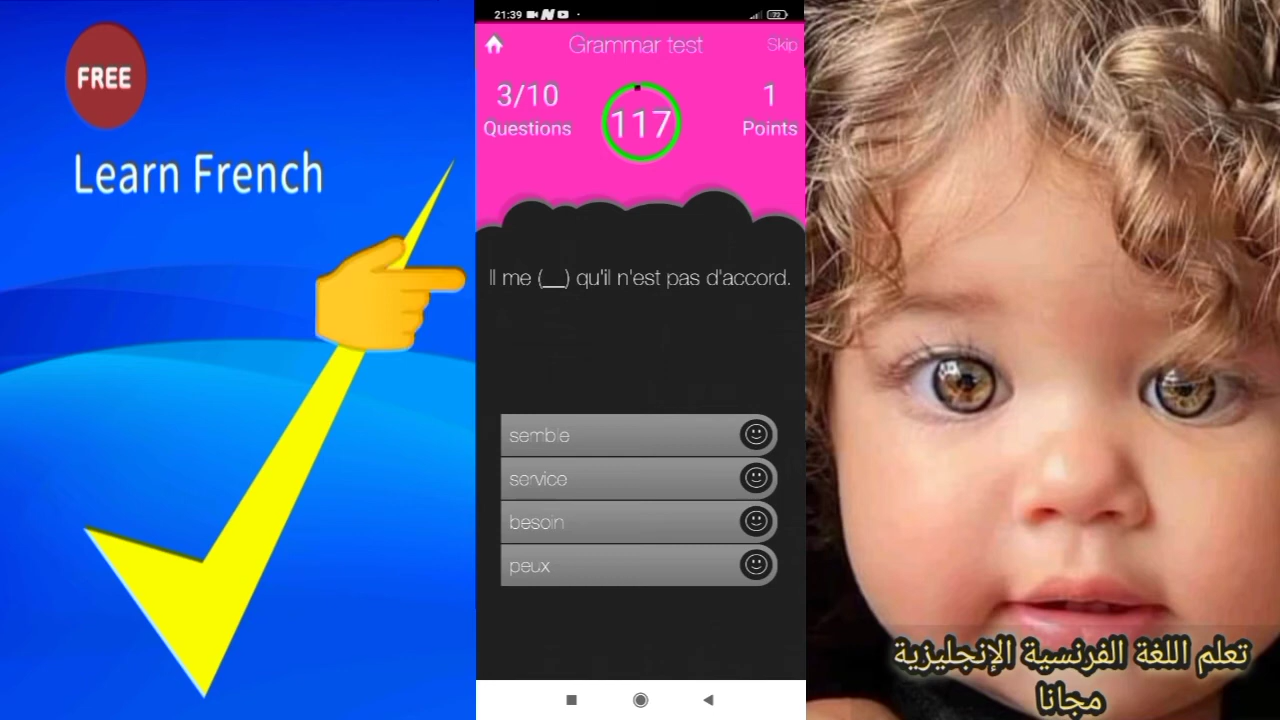 FREE
Learn French
21:39
72
Grammar test
Skip
3/10
Questions
117
1
Points
Il me (__) qu'il n'est pas d'accord.
semble
service
besoin
peux
تعلم اللغة الفرنسية الإنجليزية
مجانا